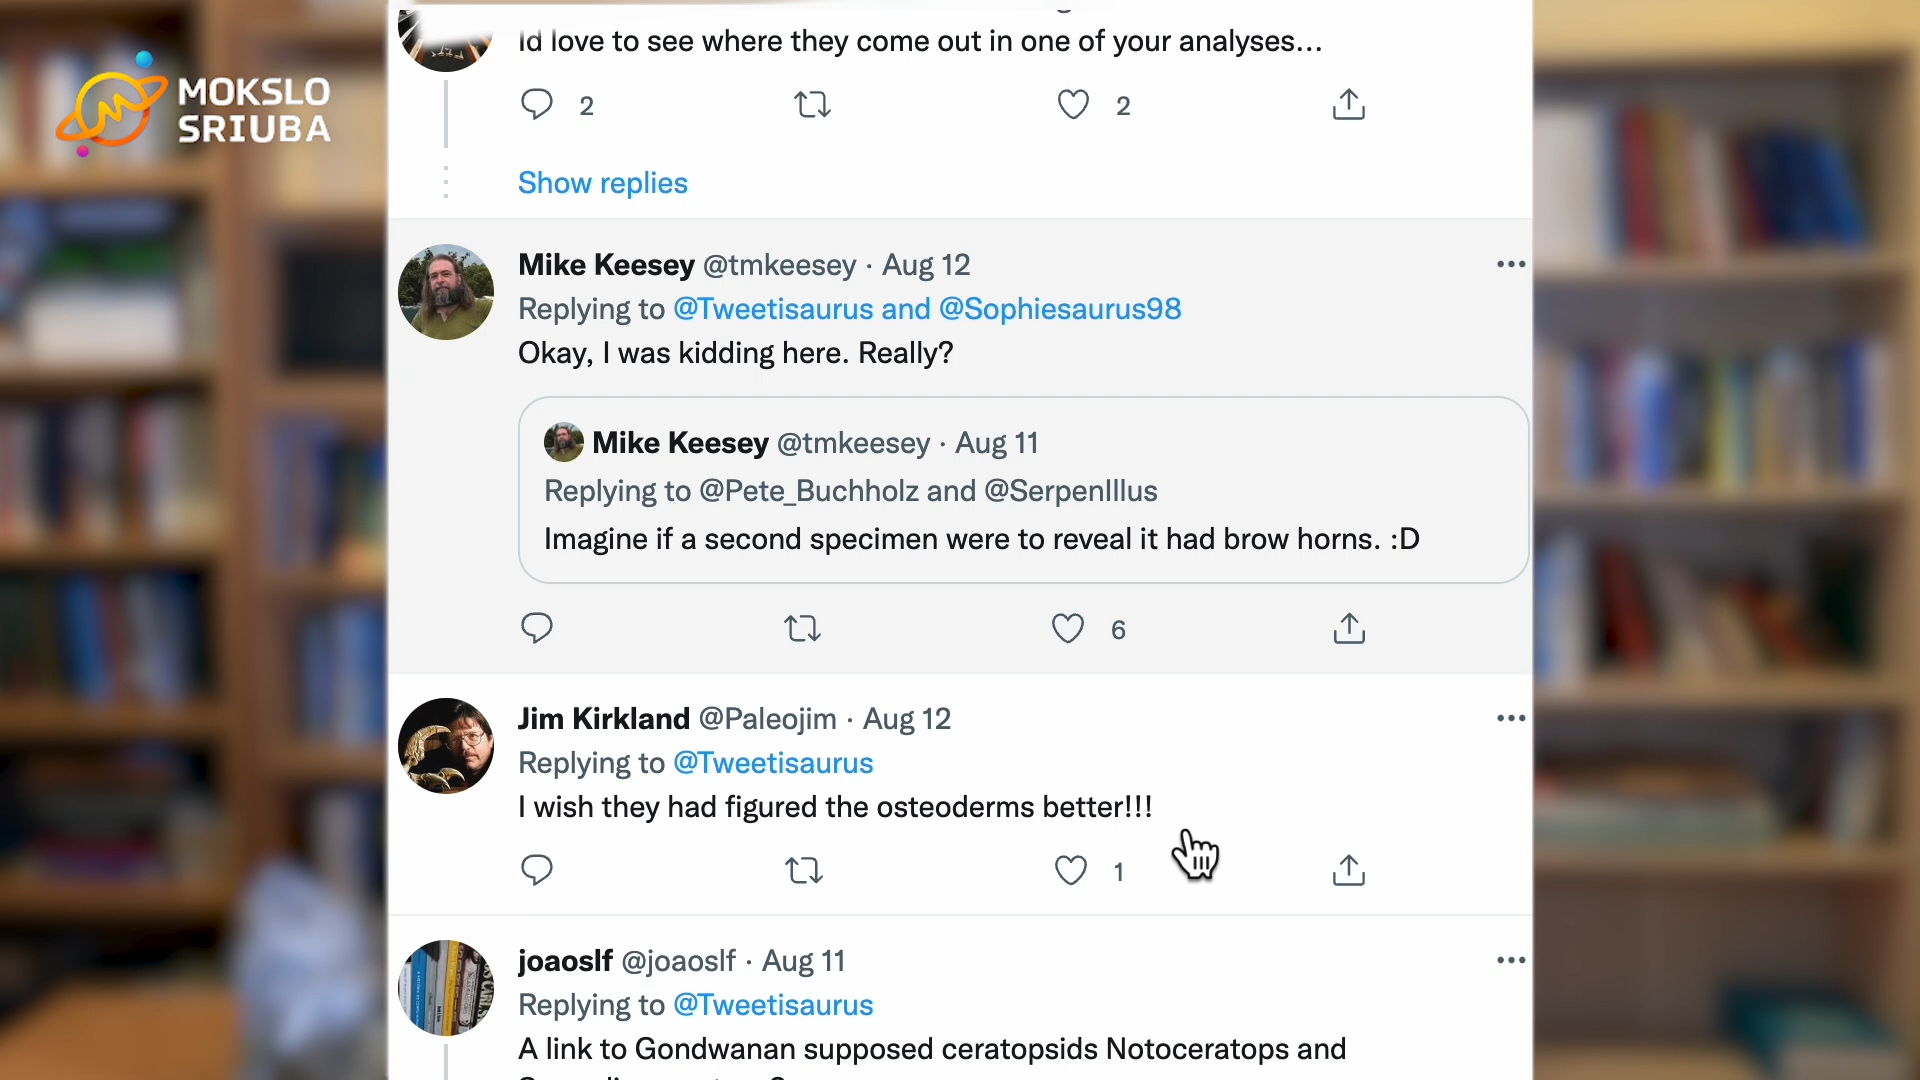 MOKSLO
SRIUBA
Id love to see where they come out in one of your analyses...
2
2
Show replies
Mike Keesey @tmkeesey · Aug 12
Replying to @Tweetisaurus and @Sophiesaurus98
Okay, I was kidding here. Really?
Mike Keesey @tmkeesey · Aug 11
Replying to @Pete_Buchholz and @SerpenIllus
Imagine if a second specimen were to reveal it had brow horns. :D
6
Jim Kirkland @Paleojim · Aug 12
Replying to @Tweetisaurus
I wish they had figured the osteoderms better!!!
1
joaoslf @joaoslf · Aug 11
Replying to @Tweetisaurus
A link to Gondwanan supposed ceratopsids Notoceratops and